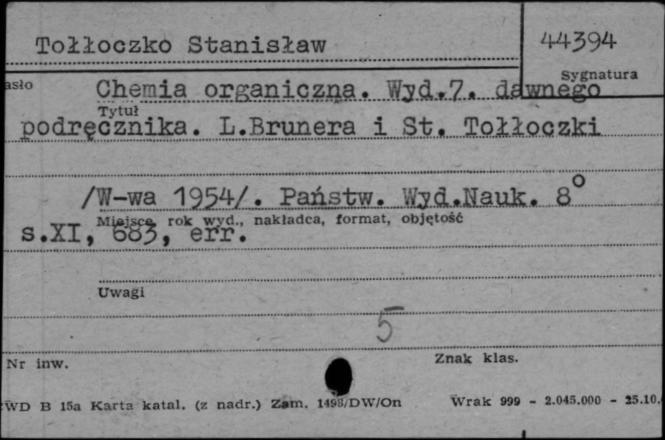 Tołłoczko Stanisław
44394
Sygnatura
asło
Chemia organiczna. Wyd.7. dawnego
Tytuł
podręcznika. L.Brunera i St. Tołłoczki
/W-wa 1954/. Państw. Wyd.Nauk. 8°
Miejsce, rok wyd., nakładca, format, objętość
s.XI, 683, err.
Uwagi
5
Nr inw.
Znak klas.
WD B 15a Karta katal. (z nadr.) Zam. 1498/DW/On Wrak 999 - 2.045.000 - 25.10.